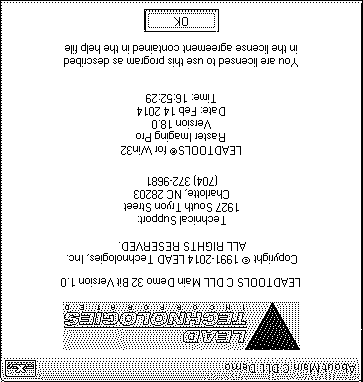 About Main C DLL Demo
LEAD
TECHNOLOGIES
INCORPORATED
LEADTOOLS C DLL Main Demo 32 Bit Version 1.0
Copyright © 1991-2014 LEAD Technologies, Inc.
ALL RIGHTS RESERVED.
Technical Support:
1927 South Tryon Street
Charlotte, NC 28203
(704) 372-9681
LEADTOOLS® for Win32
Raster Imaging Pro
Version 18.0
Date: Feb 14 2014
Time: 16:52:29
You are licensed to use this program as described
in the license agreement contained in the help file
OK